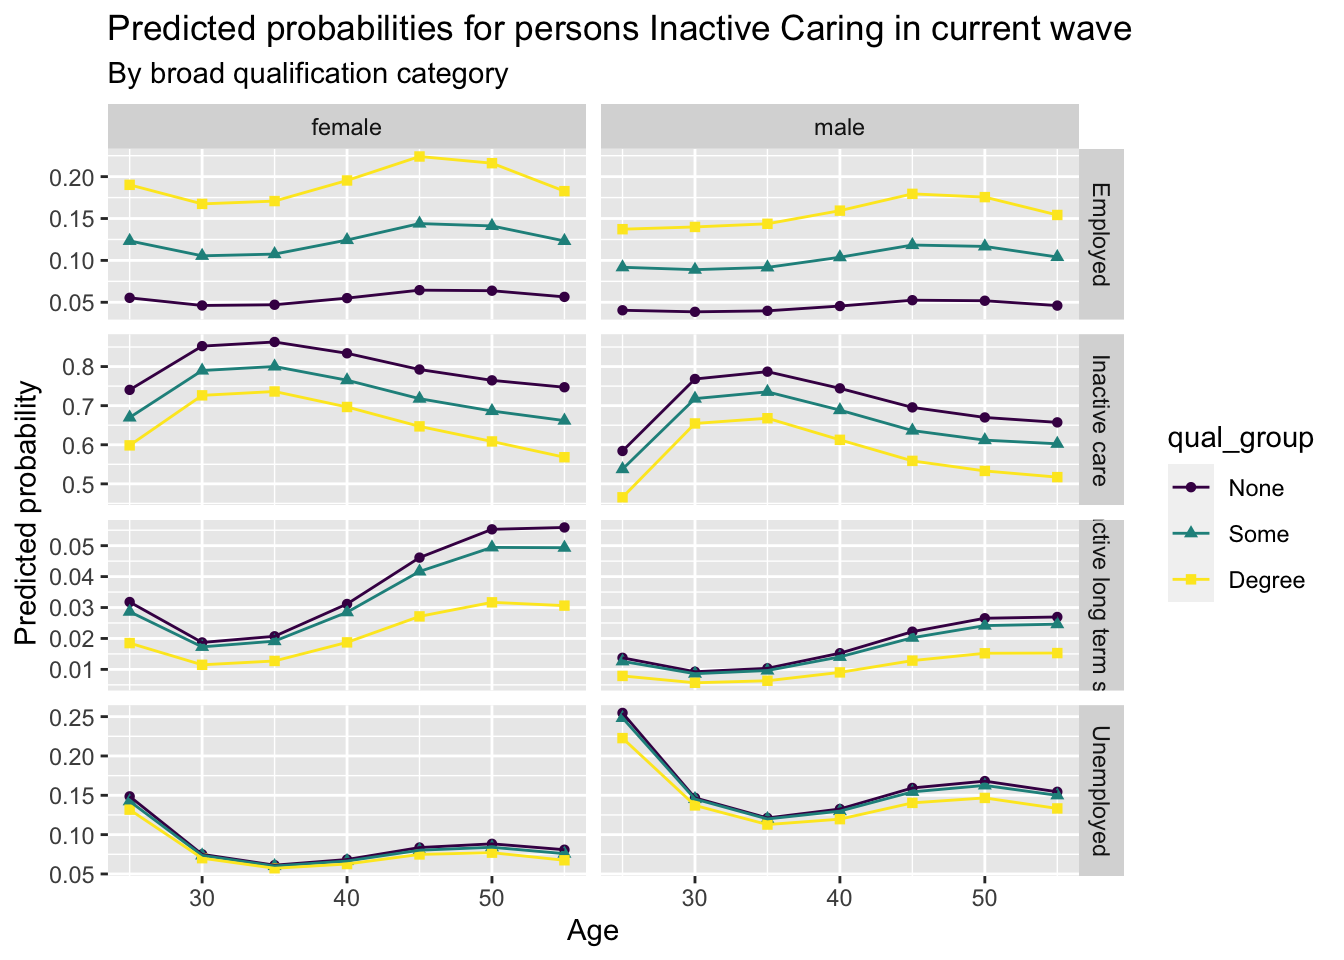 Predicted probabilities for persons Inactive Caring in current wave
By broad qualification category
female
male
0.20
0.15
0.10
0.05
Employed
0.8
0.7
0.6
0.5
Inactive care
0.05
0.04
0.03
0.02
0.01
ctive long term s
0.25
0.20
0.15
0.10
0.05
Unemployed
30
40
50
30
40
50
Age
Predicted probability
qual_group
None
Some
Degree